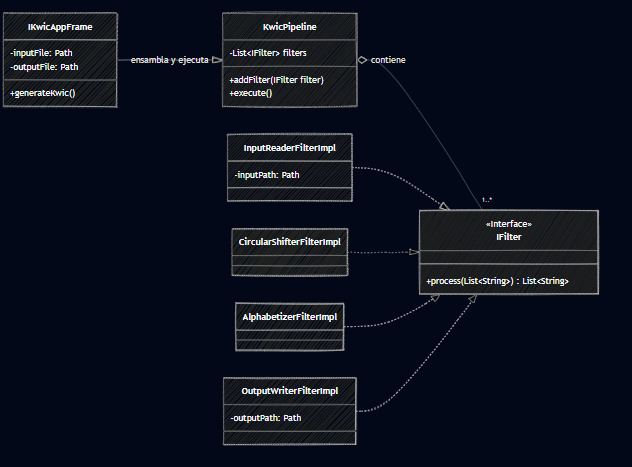 IKwicAppFrame
-inputFile: Path
-outputFile: Path
+generateKwic()
ensambla y ejecuta
KwicPipeline
-List<IFilter> filters
+addFilter(IFilter filter)
+execute()
contiene
1..*
InputReaderFilterImpl
-inputPath: Path
CircularShifterFilterImpl
AlphabetizerFilterImpl
OutputWriterFilterImpl
-outputPath: Path
«Interface»
IFilter
+process(List<String>) : List<String>